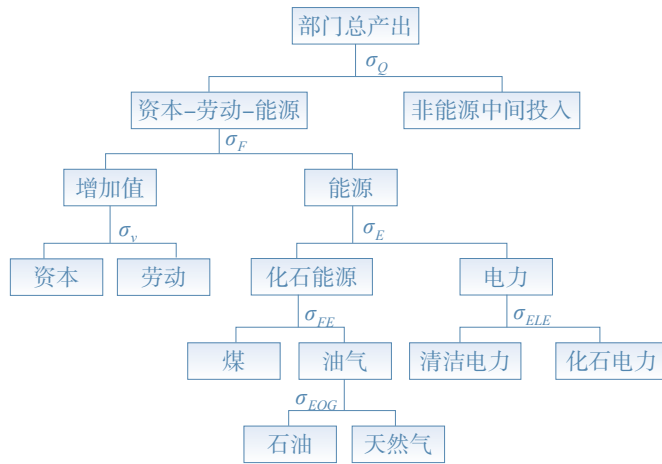 部门总产出
σQ
资本–劳动–能源
非能源中间投入
σF
增加值
能源
σv
σE
资本
劳动
化石能源
电力
σFE
σELE
煤
油气
清洁电力
化石电力
σEOG
石油
天然气